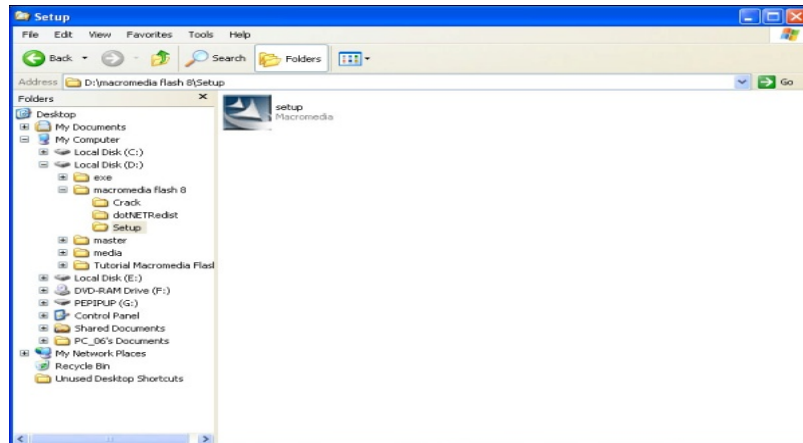 Setup
File Edit View Favorites Tools Help
Back Search Folders
Address D:\macromedia flash 8\Setup Go
Folders
Desktop
My Documents
My Computer
Local Disk (C:)
Local Disk (D:)
exe
macromedia flash 8
Crack
dotNETRedist
Setup
master
media
Tutorial Macromedia Flas
Local Disk (E:)
DVD-RAM Drive (F:)
PEPIPUP (G:)
Control Panel
Shared Documents
PC_06's Documents
My Network Places
Recycle Bin
Unused Desktop Shortcuts
setup
Macromedia